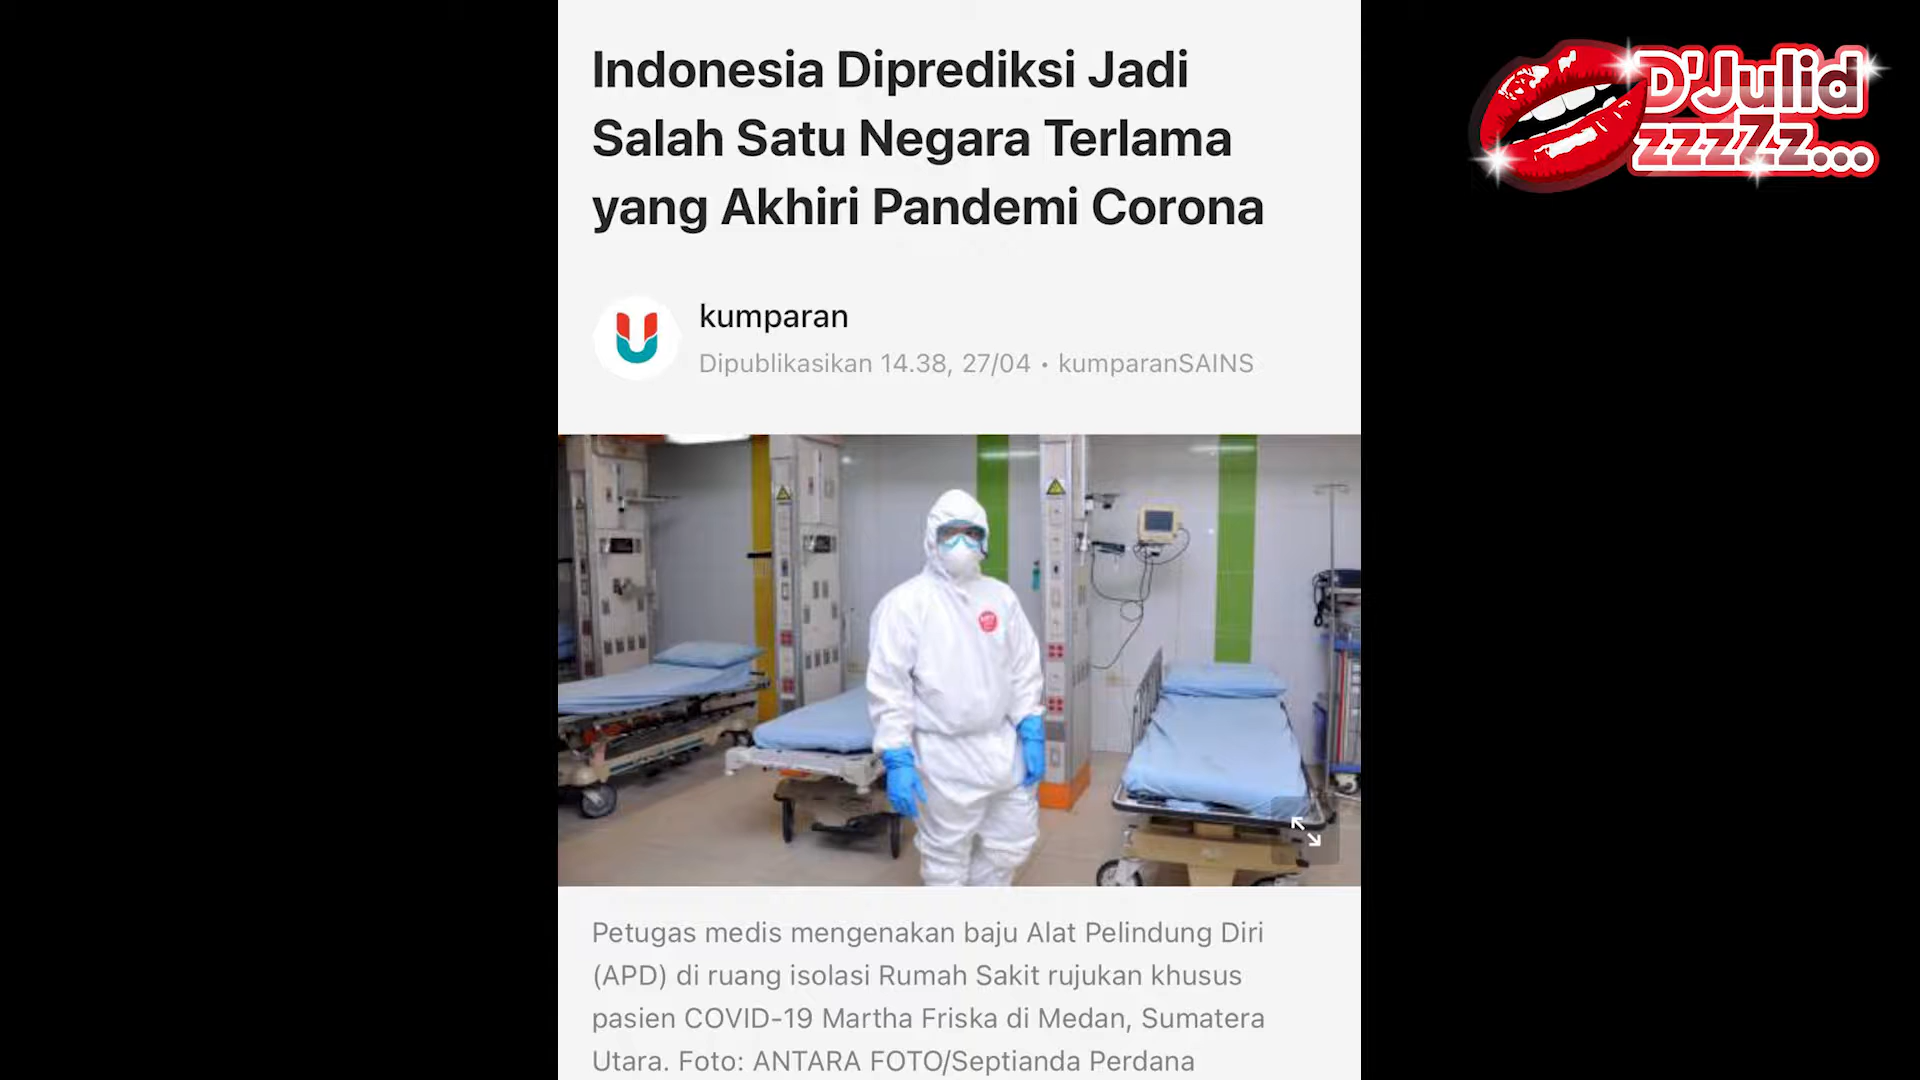 Indonesia Diprediksi Jadi
Salah Satu Negara Terlama
yang Akhiri Pandemi Corona
kumparan
Dipublikasikan 14.38, 27/04 • kumparanSAINS
Petugas medis mengenakan baju Alat Pelindung Diri
(APD) di ruang isolasi Rumah Sakit rujukan khusus
pasien COVID-19 Martha Friska di Medan, Sumatera
Utara. Foto: ANTARA FOTO/Septianda Perdana
D'Julid
zzzzZz...